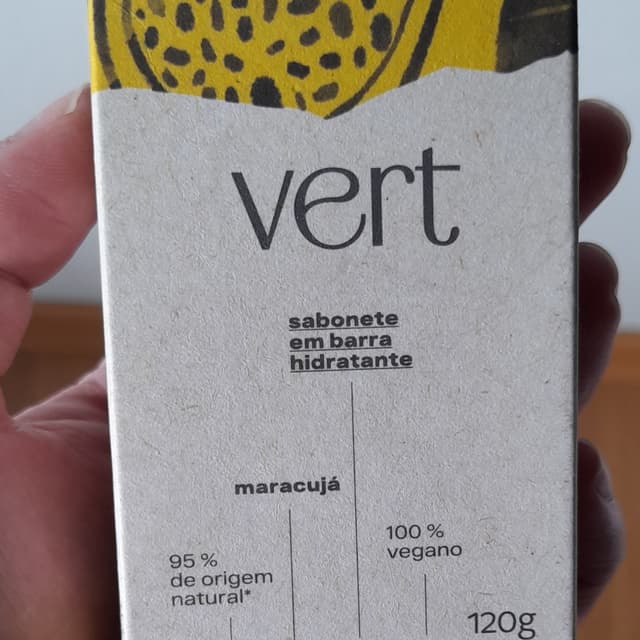 vert
sabonete
em barra
hidratante
maracujá
100 %
vegano
95 %
de origem
natural*
120g